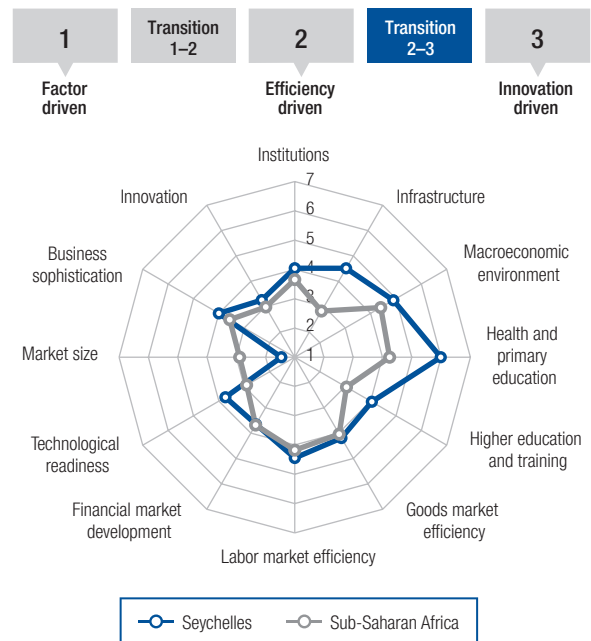 1
Transition
1–2
2
Transition
2–3
3
Factor
driven
Efficiency
driven
Innovation
driven
Institutions
Infrastructure
Macroeconomic
environment
Health and
primary
education
Higher education
and training
Goods market
efficiency
Labor market efficiency
Financial market
development
Technological
readiness
Market size
Business
sophistication
Innovation
7
6
5
4
3
2
1
Seychelles
Sub-Saharan Africa